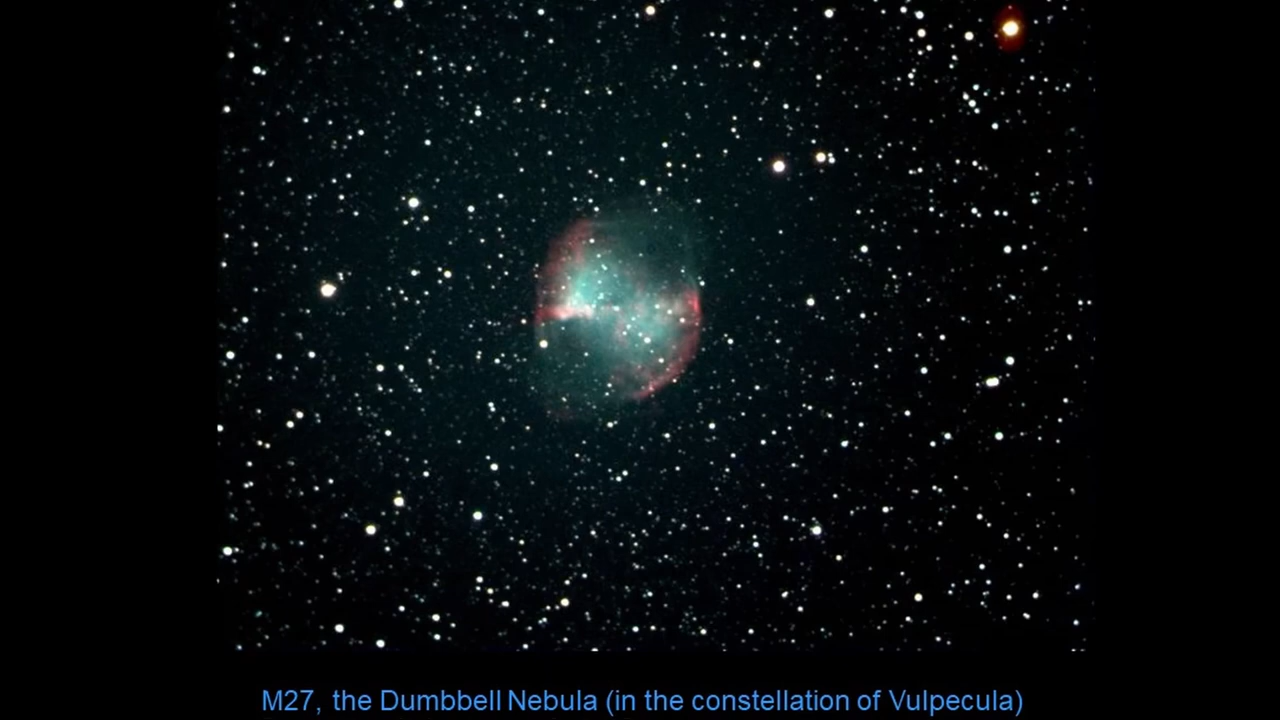 M27, the Dumbbell Nebula (in the constellation of Vulpecula)